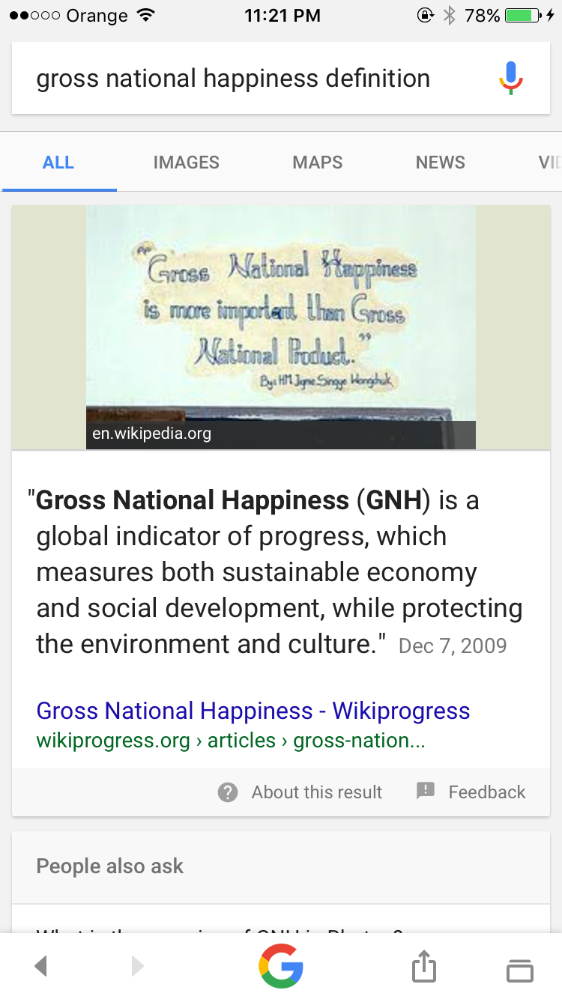 Orange 11:21 PM 78%
gross national happiness definition
ALL IMAGES MAPS NEWS VID
“Gross National Happiness
is more important than Gross
National Product.”
By: HM Jigme Singye Wangchuk
en.wikipedia.org
"Gross National Happiness (GNH) is a
global indicator of progress, which
measures both sustainable economy
and social development, while protecting
the environment and culture." Dec 7, 2009
Gross National Happiness - Wikiprogress
wikiprogress.org › articles › gross-nation...
About this result Feedback
People also ask